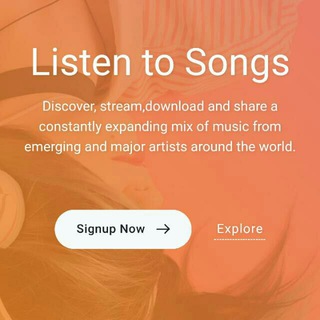 Listen to Songs
Discover, stream,download and share a
constantly expanding mix of music from
emerging and major artists around the world.
Signup Now
Explore